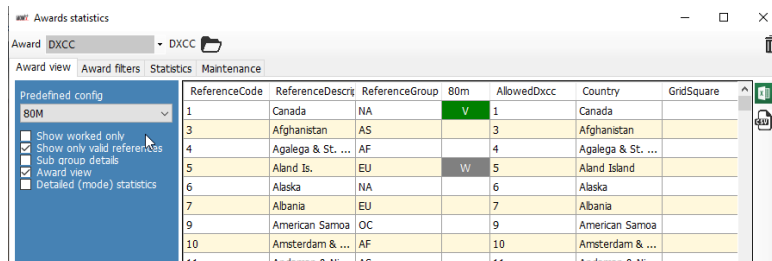 Awards statistics
Award DXCC DXCC
Award view Award filters Statistics Maintenance
Predefined config
80M
Show worked only
Show only valid references
Sub group details
Award view
Detailed (mode) statistics
ReferenceCode ReferenceDescrip ReferenceGroup 80m AllowedDxcc Country GridSquare
1 Canada NA V 1 Canada
3 Afghanistan AS 3 Afghanistan
4 Agalega & St. ... AF 4 Agalega & St. ...
5 Aland Is. EU W 5 Aland Island
6 Alaska NA 6 Alaska
7 Albania EU 7 Albania
9 American Samoa OC 9 American Samoa
10 Amsterdam & ... AF 10 Amsterdam & ...